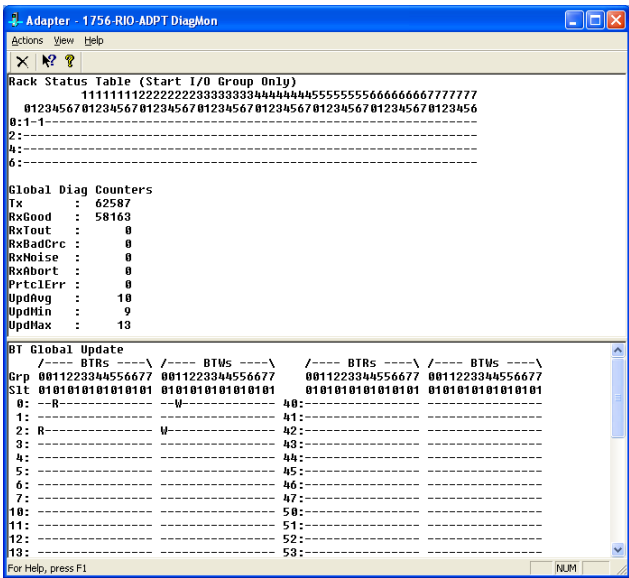 Adapter - 1756-RIO-ADPT DiagMon
Actions View Help
Rack Status Table (Start I/O Group Only)
1111111122222222333333334444444455555555666666667777777
012345670123456701234567012345670123456701234567012345670123456
0:1-1------------------------------------------------------------
2:---------------------------------------------------------------
4:---------------------------------------------------------------
6:---------------------------------------------------------------
Global Diag Counters
Tx : 62587
RxGood : 58163
RxTout : 0
RxBadCrc : 0
RxNoise : 0
RxAbort : 0
PrtclErr : 0
UpdAvg : 10
UpdMin : 9
UpdMax : 13
BT Global Update
/---- BTRs ----\ /---- BTWs ----\ /---- BTRs ----\ /---- BTWs ----\
Grp 0011223344556677 0011223344556677 0011223344556677 0011223344556677
Slt 0101010101010101 0101010101010101 0101010101010101 0101010101010101
0: --R------------- --W------------- 40:---------------- ----------------
1: ---------------- ---------------- 41:---------------- ----------------
2: R--------------- W--------------- 42:---------------- ----------------
3: ---------------- ---------------- 43:---------------- ----------------
4: ---------------- ---------------- 44:---------------- ----------------
5: ---------------- ---------------- 45:---------------- ----------------
6: ---------------- ---------------- 46:---------------- ----------------
7: ---------------- ---------------- 47:---------------- ----------------
10: ---------------- ---------------- 50:---------------- ----------------
11: ---------------- ---------------- 51:---------------- ----------------
12: ---------------- ---------------- 52:---------------- ----------------
13: ---------------- ---------------- 53:---------------- ----------------
For Help, press F1
NUM